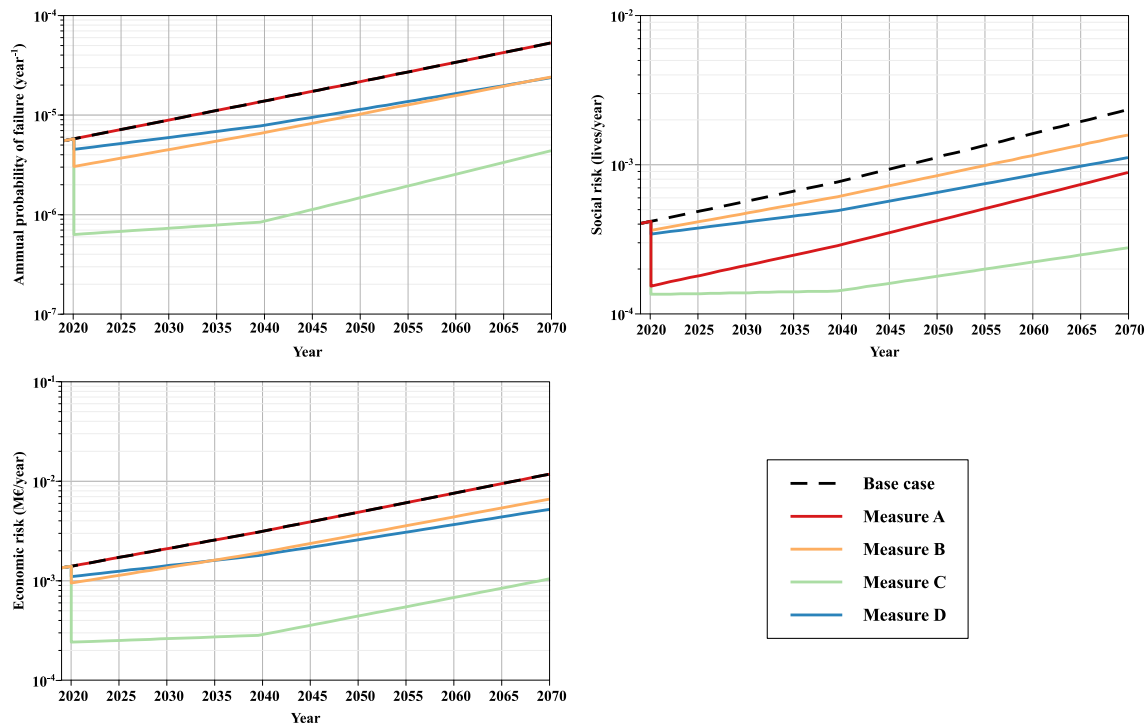 10⁻⁴
10⁻⁵
10⁻⁶
10⁻⁷
Ammual probability of failure (year⁻¹)
2020 2025 2030 2035 2040 2045 2050 2055 2060 2065 2070
Year
10⁻²
10⁻³
10⁻⁴
Social risk (lives/year)
2020 2025 2030 2035 2040 2045 2050 2055 2060 2065 2070
Year
10⁻¹
10⁻²
10⁻³
10⁻⁴
Economic risk (M€/year)
2020 2025 2030 2035 2040 2045 2050 2055 2060 2065 2070
Year
Base case
Measure A
Measure B
Measure C
Measure D